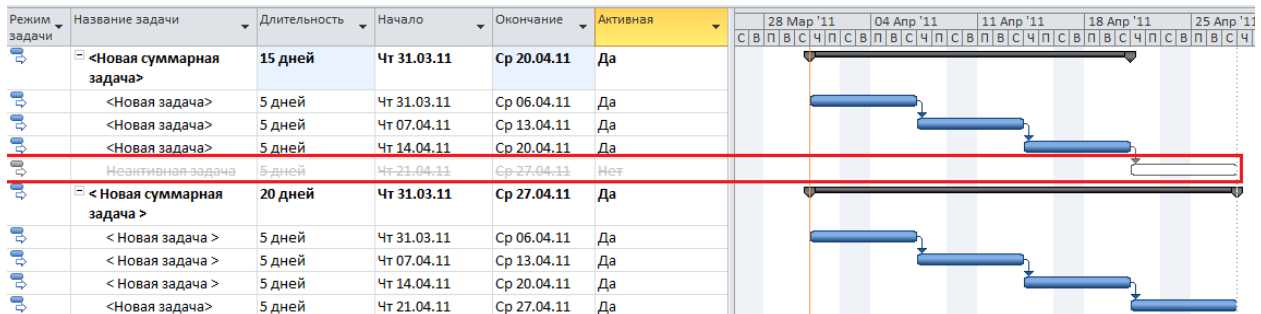 Режим задачи Название задачи Длительность Начало Окончание Активная 28 Мар '11 04 Апр '11 11 Апр '11 18 Апр '11 25 Апр '11
С В П В С Ч П С В П В С Ч П С В П В С Ч П С В П В С Ч П С В П В С Ч
<Новая суммарная задача> 15 дней Чт 31.03.11 Ср 20.04.11 Да
<Новая задача> 5 дней Чт 31.03.11 Ср 06.04.11 Да
<Новая задача> 5 дней Чт 07.04.11 Ср 13.04.11 Да
<Новая задача> 5 дней Чт 14.04.11 Ср 20.04.11 Да
Неактивная задача 5 дней Чт 21.04.11 Ср 27.04.11 Нет
< Новая суммарная задача > 20 дней Чт 31.03.11 Ср 27.04.11 Да
< Новая задача > 5 дней Чт 31.03.11 Ср 06.04.11 Да
< Новая задача > 5 дней Чт 07.04.11 Ср 13.04.11 Да
< Новая задача > 5 дней Чт 14.04.11 Ср 20.04.11 Да
<Новая задача> 5 дней Чт 21.04.11 Ср 27.04.11 Да